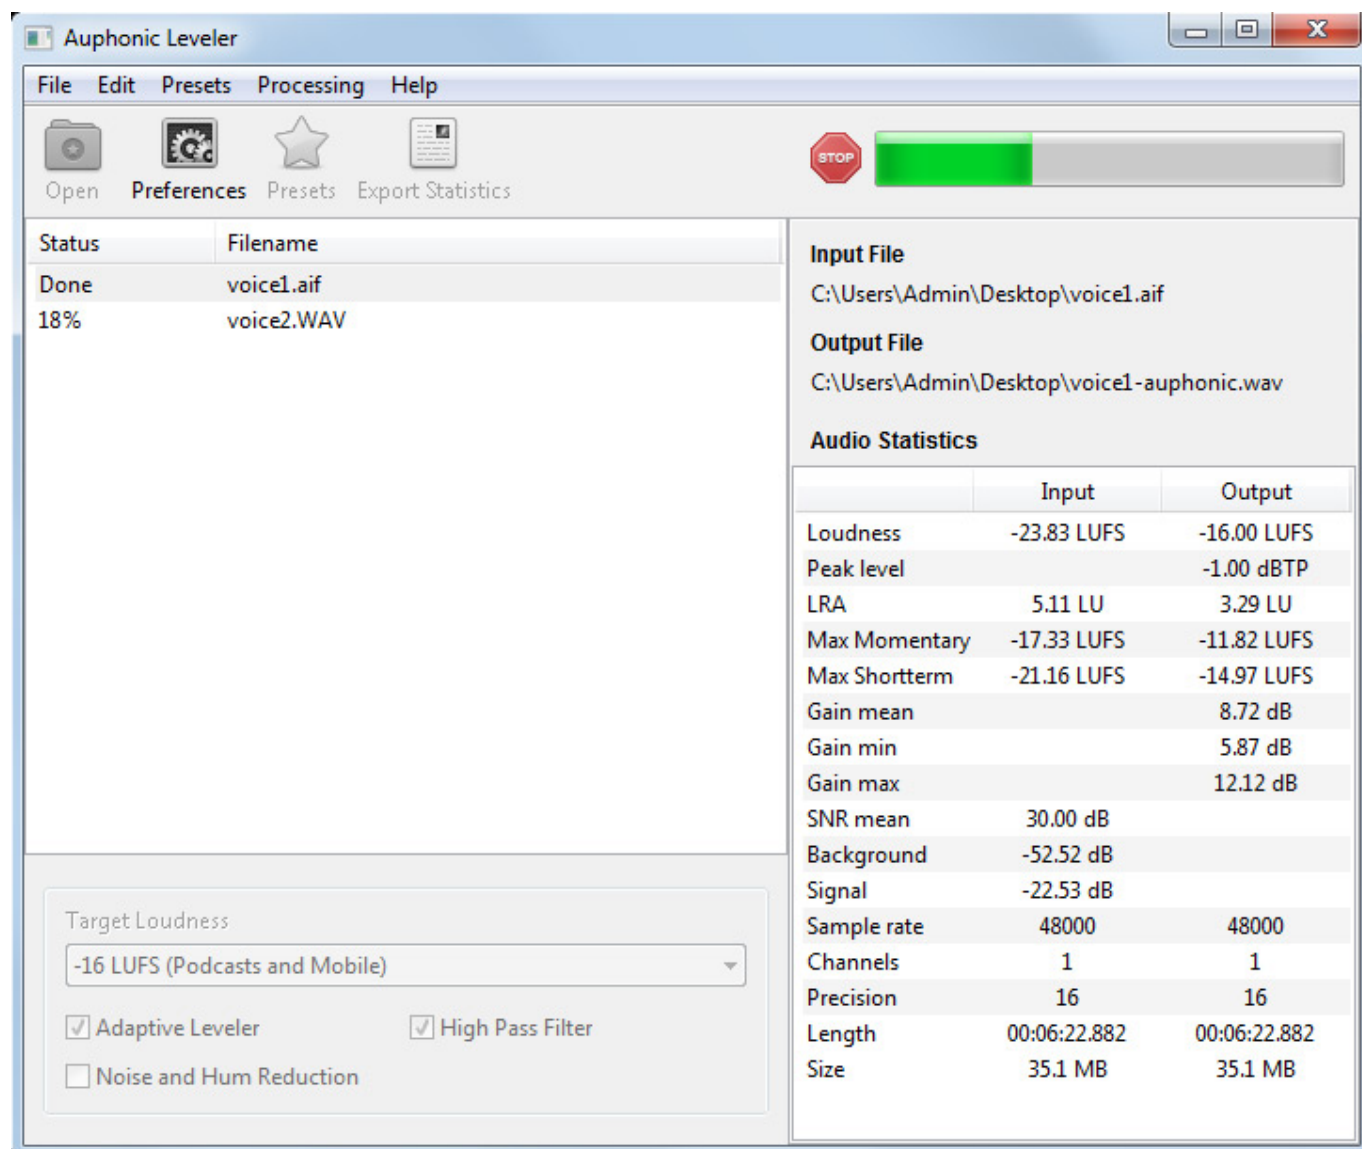 Auphonic Leveler
File Edit Presets Processing Help
Open Preferences Presets Export Statistics
STOP
Status Filename
Done voice1.aif
18% voice2.WAV
Target Loudness
-16 LUFS (Podcasts and Mobile)
Adaptive Leveler High Pass Filter
Noise and Hum Reduction
Input File
C:\Users\Admin\Desktop\voice1.aif
Output File
C:\Users\Admin\Desktop\voice1-auphonic.wav
Audio Statistics
Input Output
Loudness -23.83 LUFS -16.00 LUFS
Peak level -1.00 dBTP
LRA 5.11 LU 3.29 LU
Max Momentary -17.33 LUFS -11.82 LUFS
Max Shortterm -21.16 LUFS -14.97 LUFS
Gain mean 8.72 dB
Gain min 5.87 dB
Gain max 12.12 dB
SNR mean 30.00 dB
Background -52.52 dB
Signal -22.53 dB
Sample rate 48000 48000
Channels 1 1
Precision 16 16
Length 00:06:22.882 00:06:22.882
Size 35.1 MB 35.1 MB